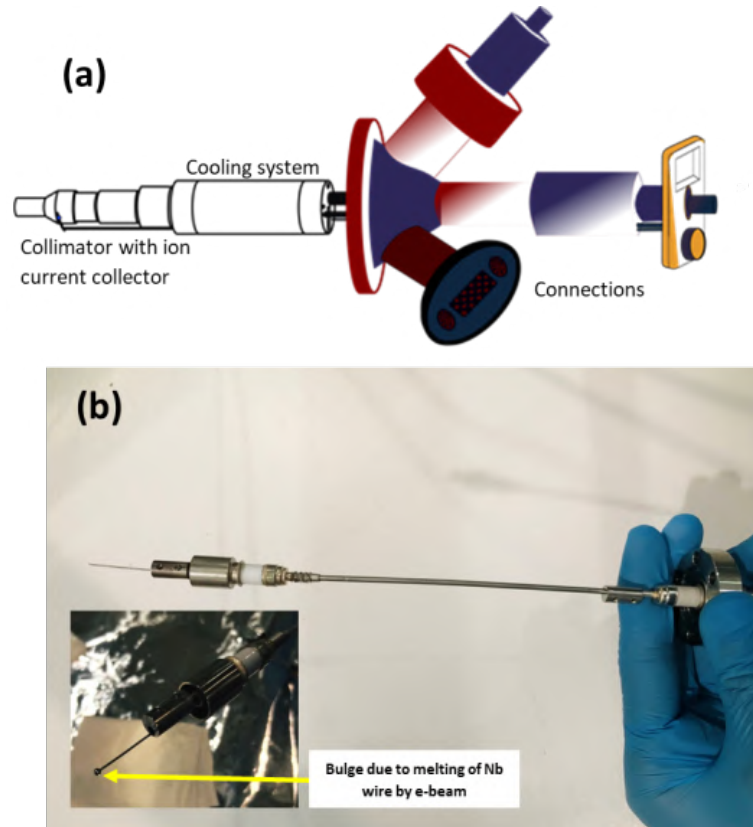 (a)
Cooling system
Collimator with ion
current collector
Connections
(b)
Bulge due to melting of Nb
wire by e-beam